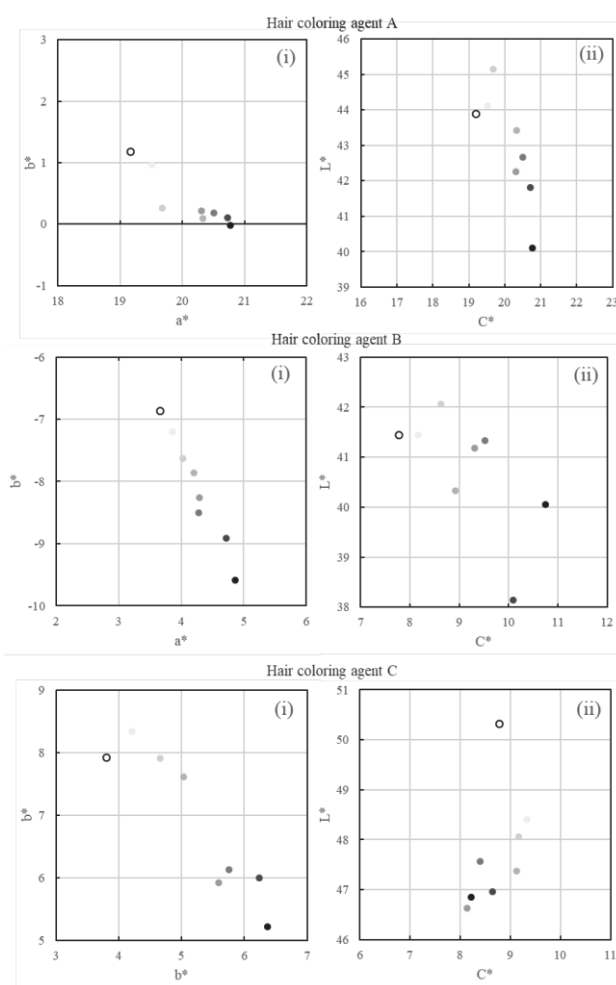 Hair coloring agent A
(i)
3
2
1
0
-1
b*
18 19 20 21 22
a*
(ii)
46
45
44
43
42
41
40
39
L*
16 17 18 19 20 21 22 23
C*
Hair coloring agent B
(i)
-6
-7
-8
-9
-10
b*
2 3 4 5 6
a*
(ii)
43
42
41
40
39
38
L*
7 8 9 10 11 12
C*
Hair coloring agent C
(i)
9
8
7
6
5
b*
3 4 5 6 7
b*
(ii)
51
50
49
48
47
46
L*
6 7 8 9 10 11
C*